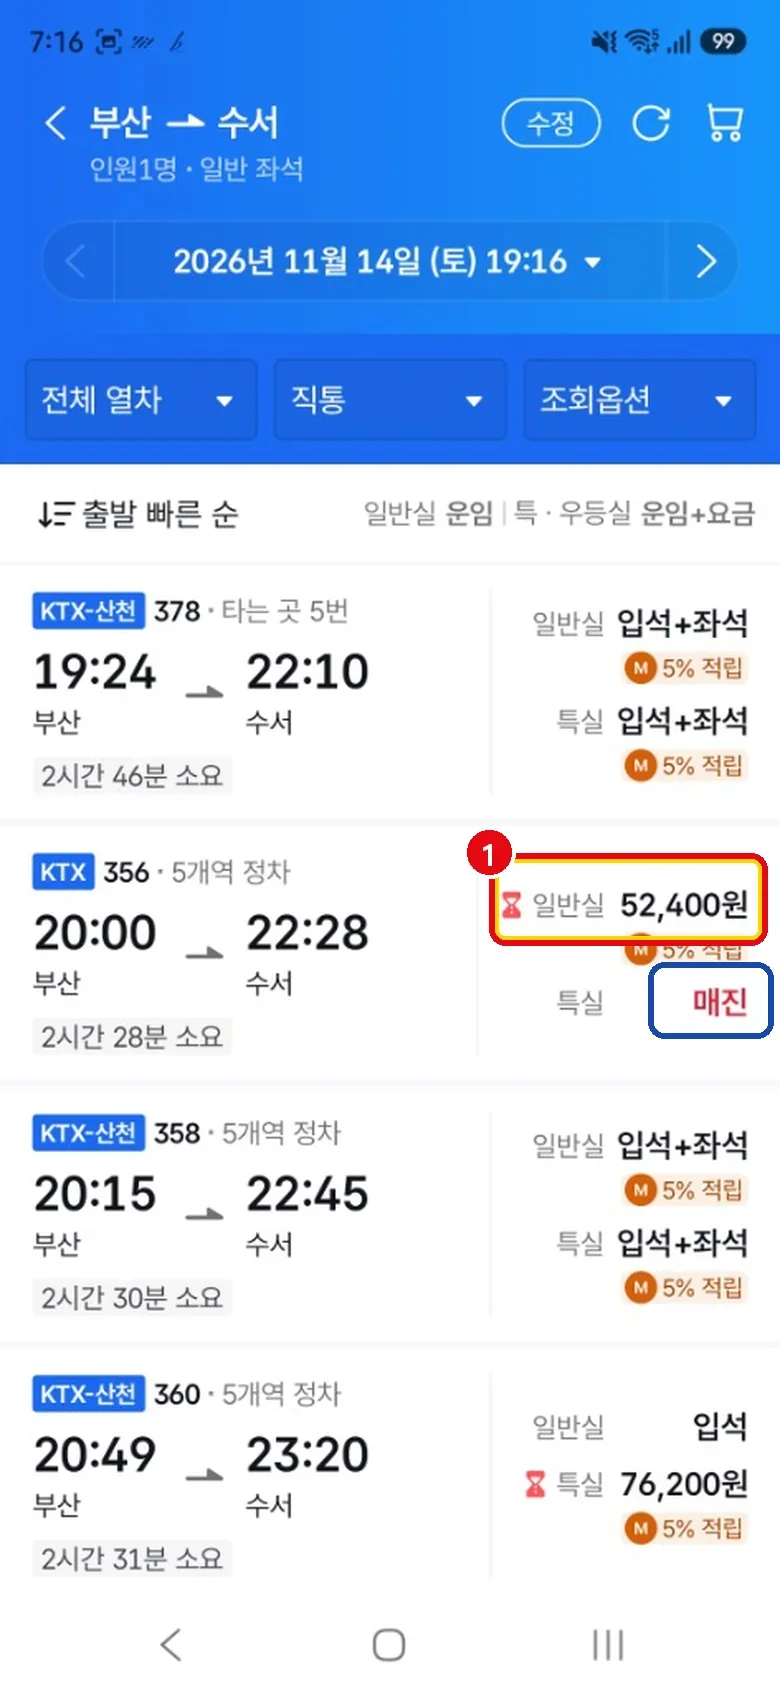 7:16 99
부산 수서 수정
인원1명 · 일반 좌석
2026년 11월 14일 (토) 19:16
전체 열차 직통 조회옵션
출발 빠른 순 일반실 운임 | 특 · 우등실 운임+요금
KTX-산천 378 · 타는 곳 5번
일반실 입석+좌석
19:24 22:10
M 5% 적립
부산 수서
특실 입석+좌석
M 5% 적립
2시간 46분 소요
1
KTX 356 · 5개역 정차
일반실 52,400원
20:00 22:28
M 5% 적립
부산 수서
특실 매진
2시간 28분 소요
KTX-산천 358 · 5개역 정차
일반실 입석+좌석
20:15 22:45
M 5% 적립
부산 수서
특실 입석+좌석
M 5% 적립
2시간 30분 소요
KTX-산천 360 · 5개역 정차
일반실 입석
20:49 23:20
특실 76,200원
부산 수서
M 5% 적립
2시간 31분 소요